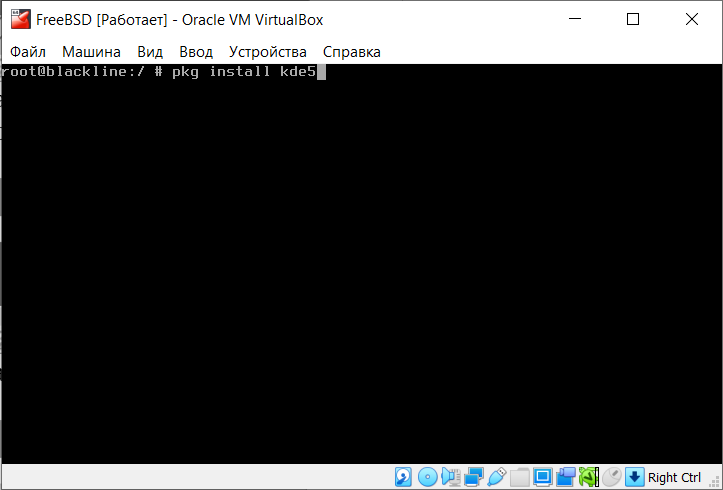 FreeBSD [Работает] - Oracle VM VirtualBox
Файл Машина Вид Ввод Устройства Справка
root@blackline:/ # pkg install kde5
Right Ctrl